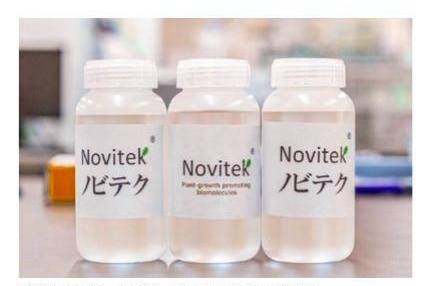 Novitek®
ノビテク
Novitek®
Plant-growth promoting
biomolecules
Novitek®
ノビテク